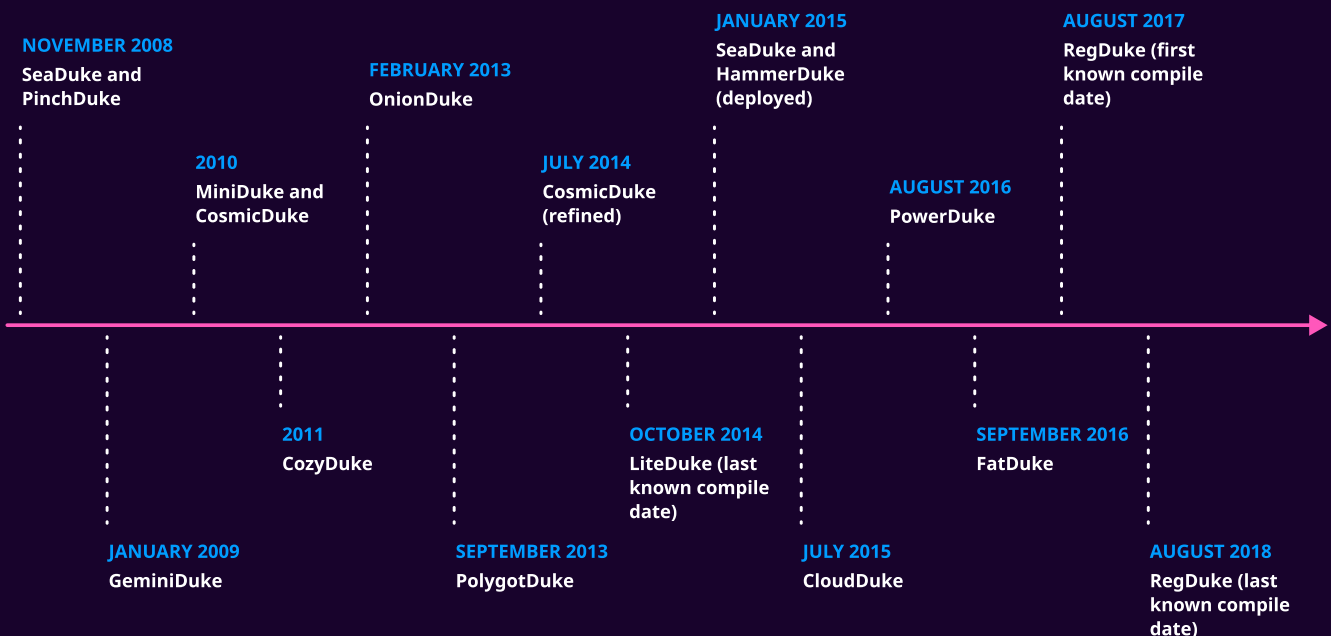 NOVEMBER 2008
SeaDuke and
PinchDuke
JANUARY 2009
GeminiDuke
2010
MiniDuke and
CosmicDuke
2011
CozyDuke
FEBRUARY 2013
OnionDuke
SEPTEMBER 2013
PolygotDuke
JULY 2014
CosmicDuke
(refined)
OCTOBER 2014
LiteDuke (last
known compile
date)
JANUARY 2015
SeaDuke and
HammerDuke
(deployed)
JULY 2015
CloudDuke
AUGUST 2016
PowerDuke
SEPTEMBER 2016
FatDuke
AUGUST 2017
RegDuke (first
known compile
date)
AUGUST 2018
RegDuke (last
known compile
date)